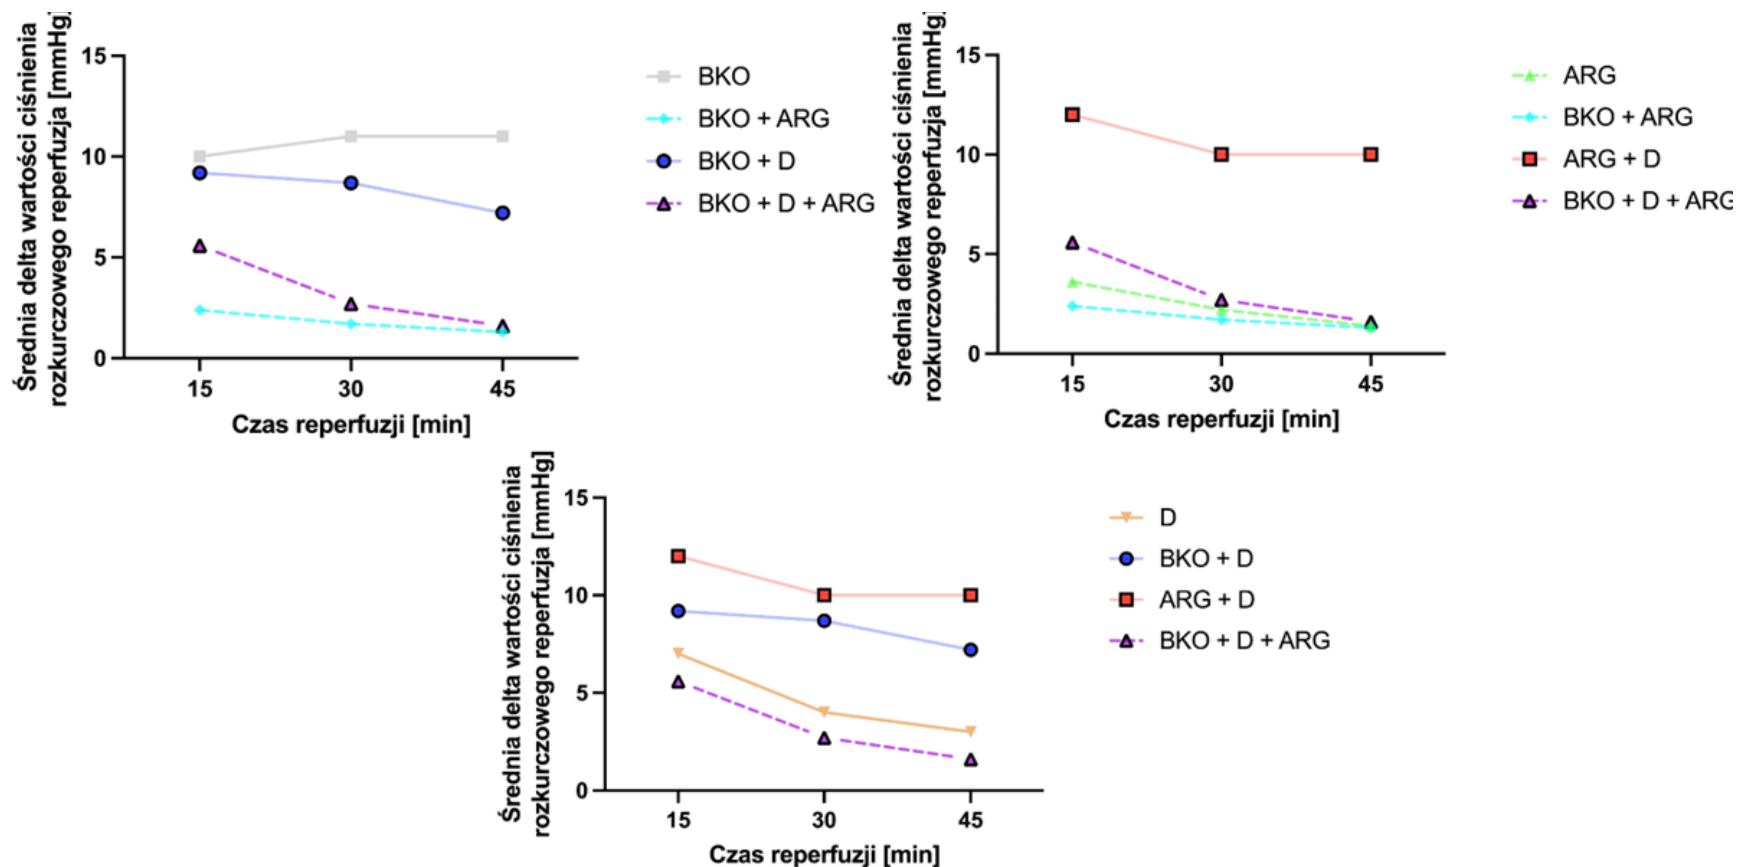 Średnia delta wartości ciśnienia
rozkurczowego reperfuzja [mmHg]
15
10
5
0
15 30 45
Czas reperfuzji [min]
BKO
BKO + ARG
BKO + D
BKO + D + ARG
Średnia delta wartości ciśnienia
rozkurczowego reperfuzja [mmHg]
15
10
5
0
15 30 45
Czas reperfuzji [min]
ARG
BKO + ARG
ARG + D
BKO + D + ARG
Średnia delta wartości ciśnienia
rozkurczowego reperfuzja [mmHg]
15
10
5
0
15 30 45
Czas reperfuzji [min]
D
BKO + D
ARG + D
BKO + D + ARG